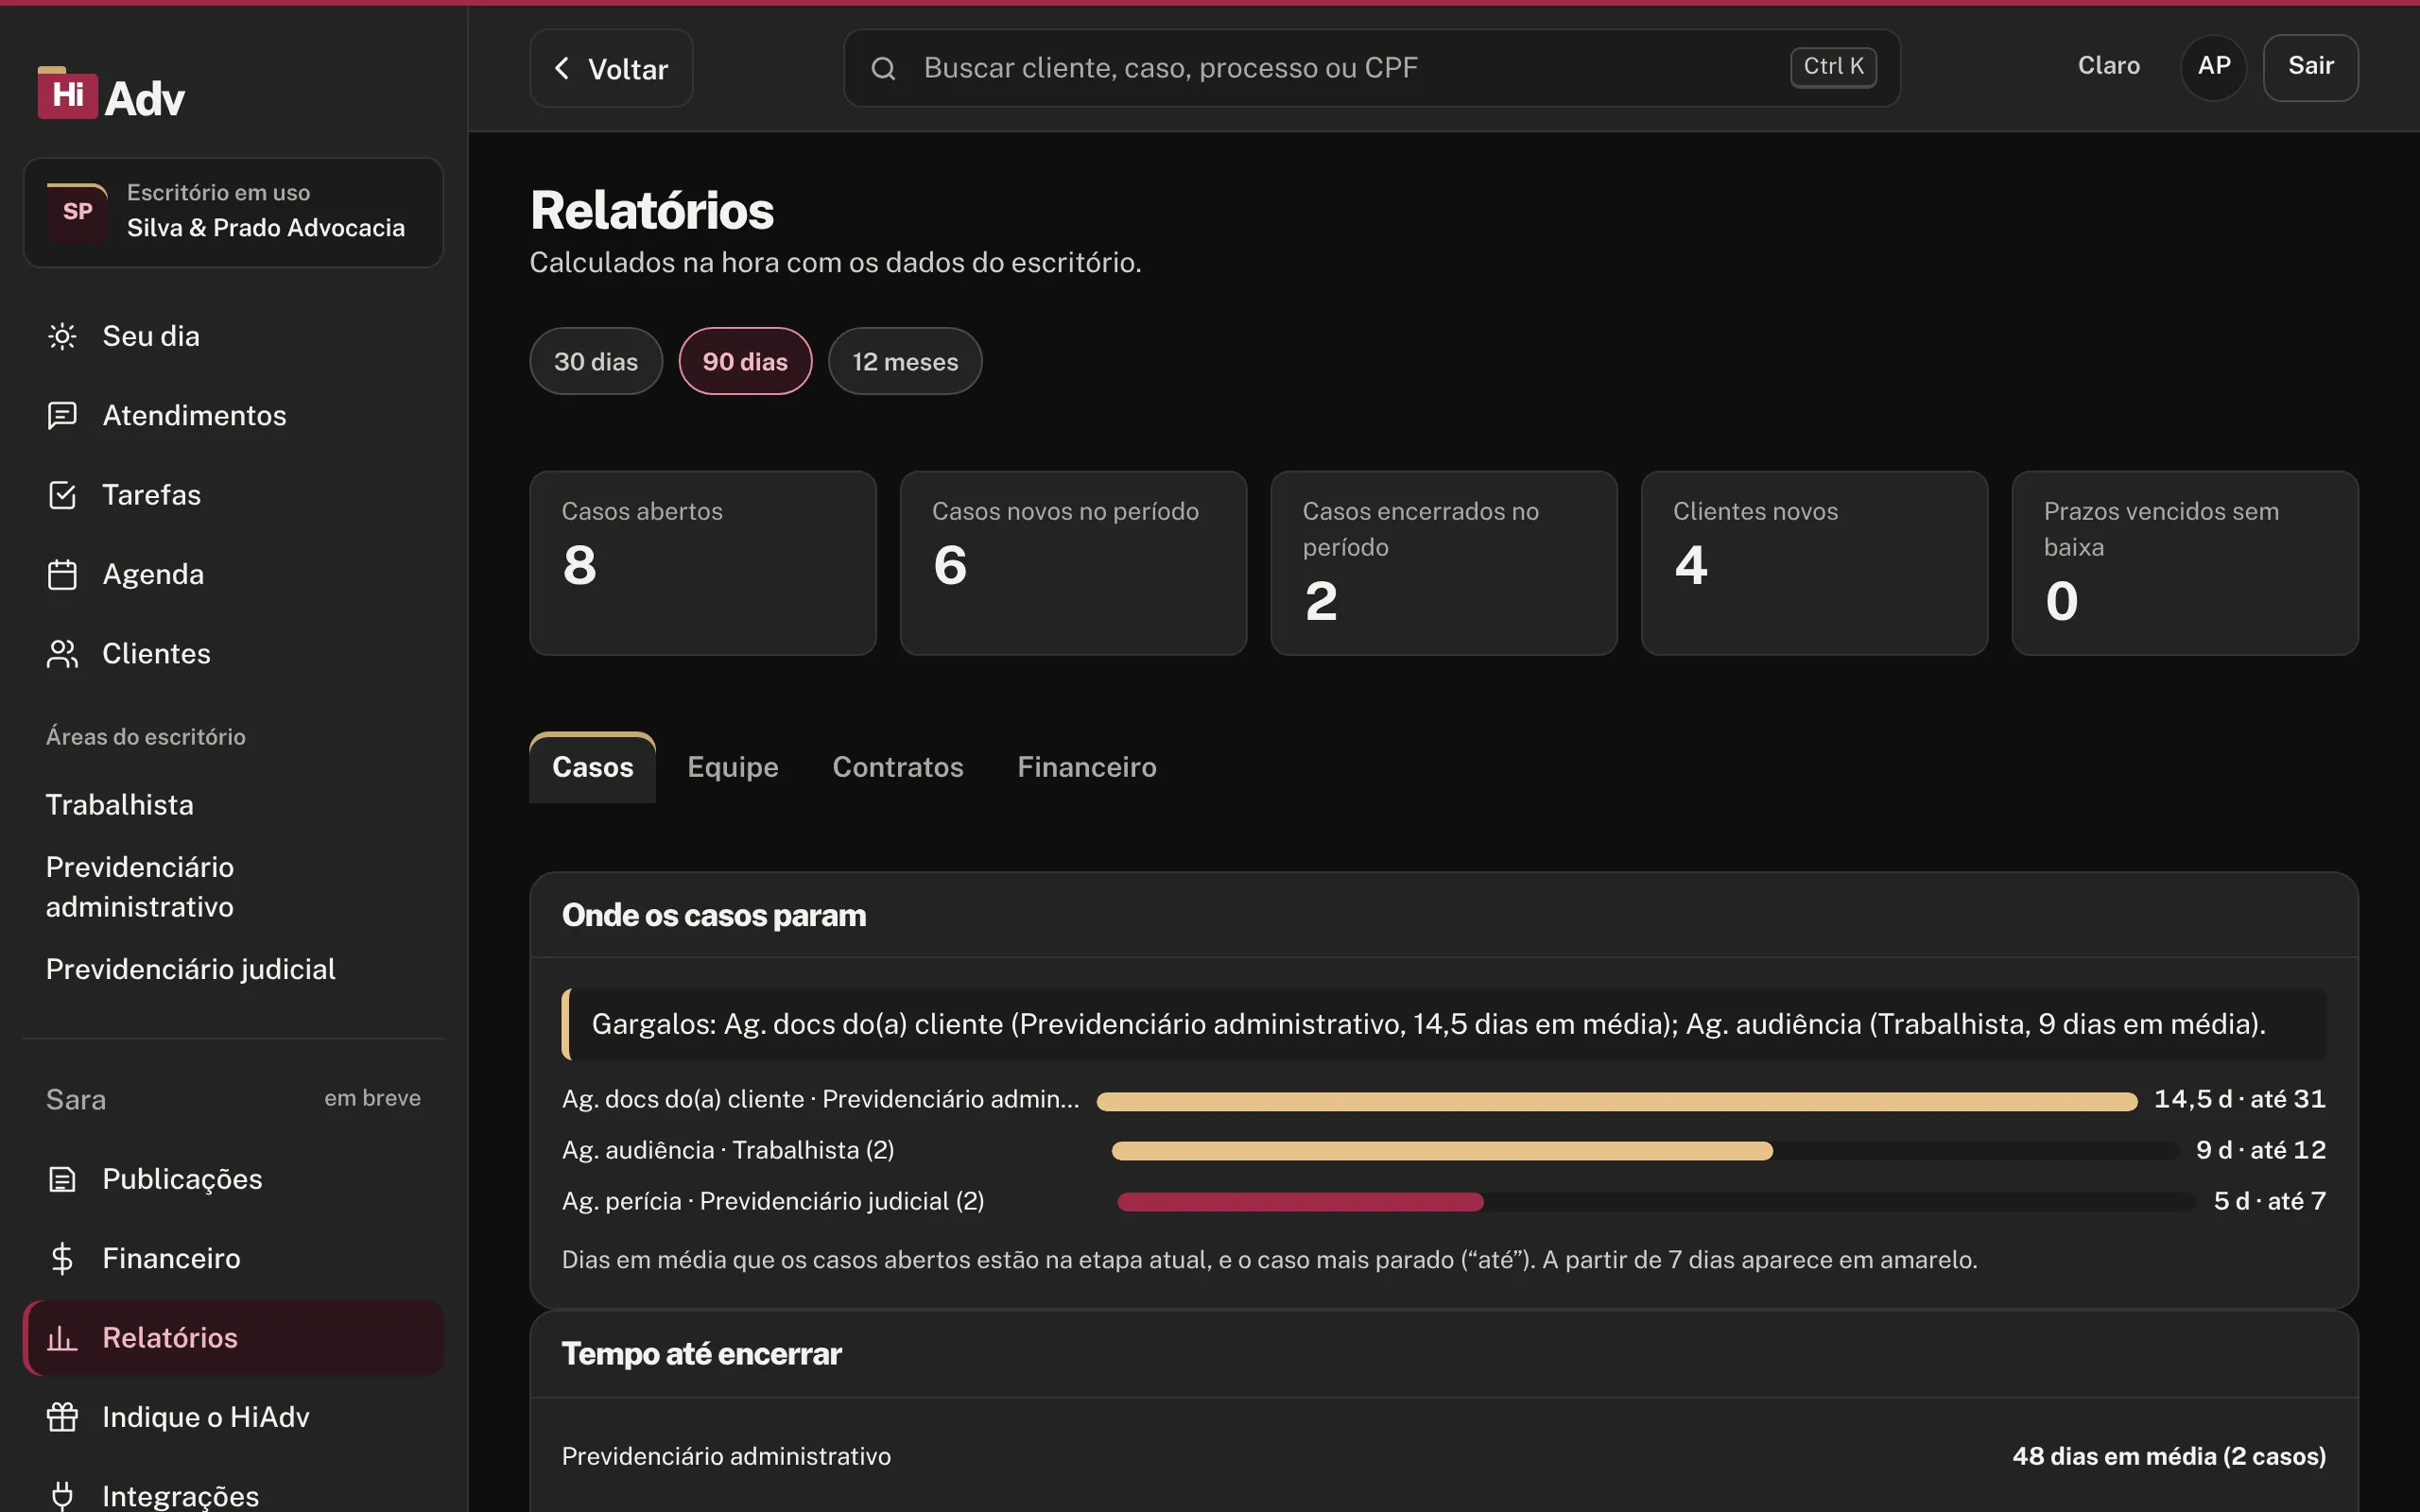 Hi Adv
Escritório em uso
SP
Silva & Prado Advocacia
Seu dia
Atendimentos
Tarefas
Agenda
Clientes
Áreas do escritório
Trabalhista
Previdenciário
administrativo
Previdenciário judicial
Sara em breve
Publicações
Financeiro
Relatórios
Indique o HiAdv
Integrações
Voltar
Buscar cliente, caso, processo ou CPF
Ctrl K
Claro
AP
Sair
Relatórios
Calculados na hora com os dados do escritório.
30 dias
90 dias
12 meses
Casos abertos
8
Casos novos no período
6
Casos encerrados no
período
2
Clientes novos
4
Prazos vencidos sem
baixa
0
Casos
Equipe
Contratos
Financeiro
Onde os casos param
Gargalos: Ag. docs do(a) cliente (Previdenciário administrativo, 14,5 dias em média); Ag. audiência (Trabalhista, 9 dias em média).
Ag. docs do(a) cliente · Previdenciário admin... 14,5 d · até 31
Ag. audiência · Trabalhista (2) 9 d · até 12
Ag. perícia · Previdenciário judicial (2) 5 d · até 7
Dias em média que os casos abertos estão na etapa atual, e o caso mais parado (“até”). A partir de 7 dias aparece em amarelo.
Tempo até encerrar
Previdenciário administrativo 48 dias em média (2 casos)